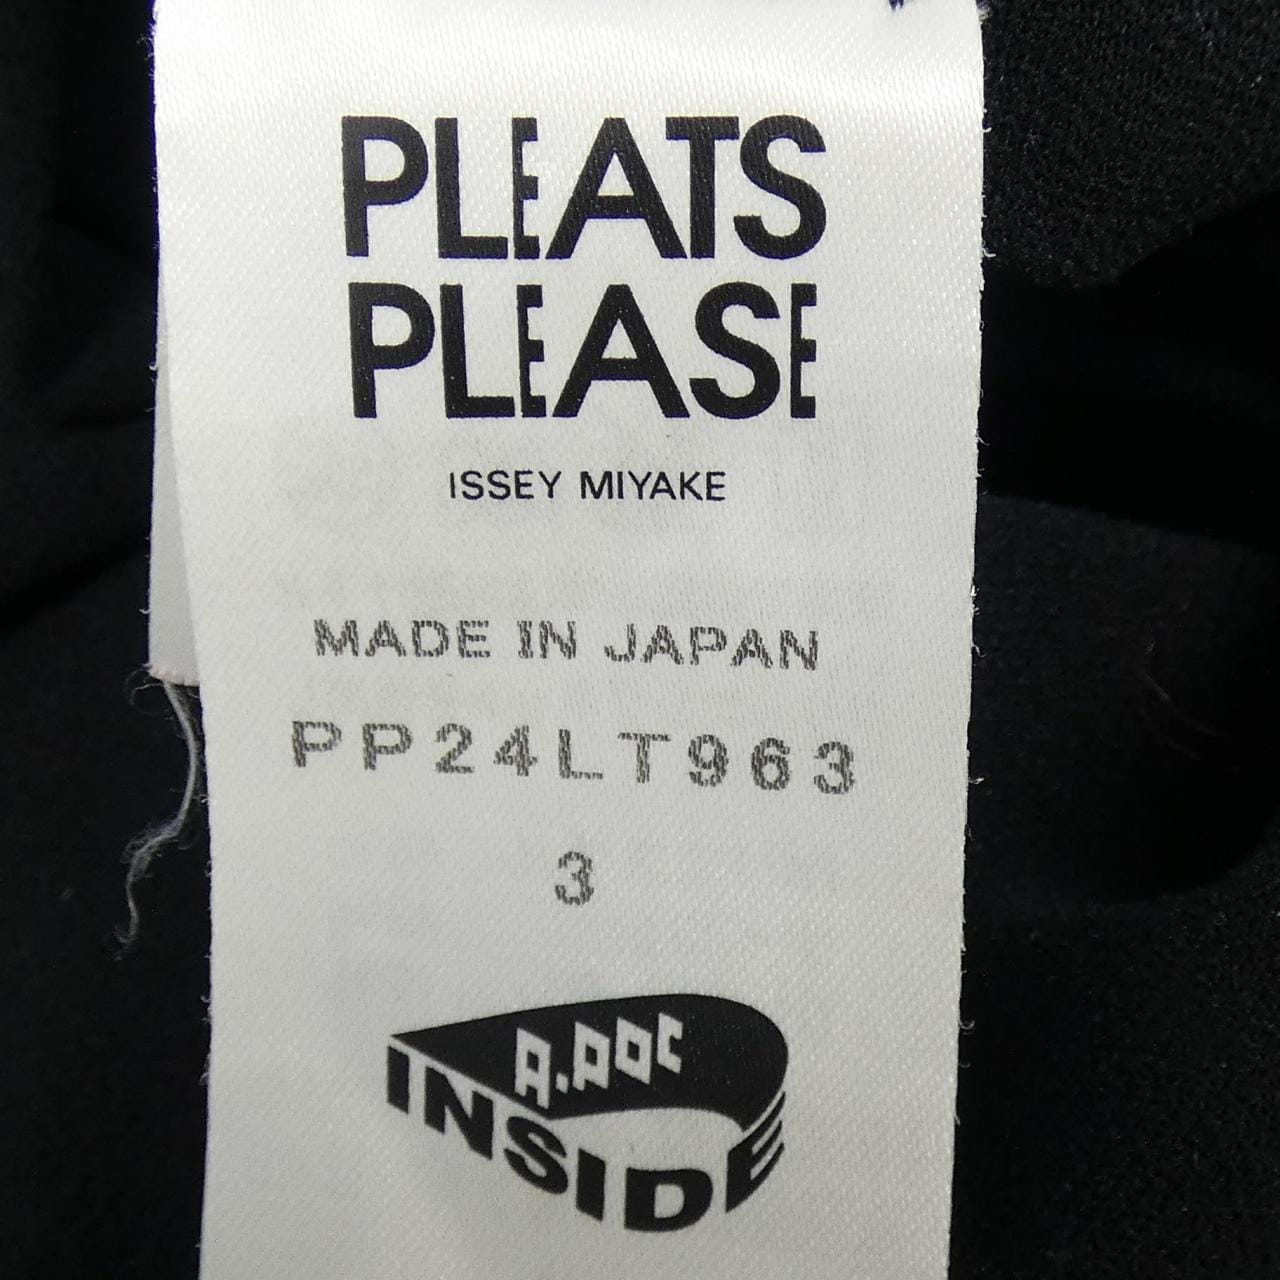 PLEATS
PLEASE
ISSEY MIYAKE
MADE IN JAPAN
PP24LT963
3
A.POC
INSIDE